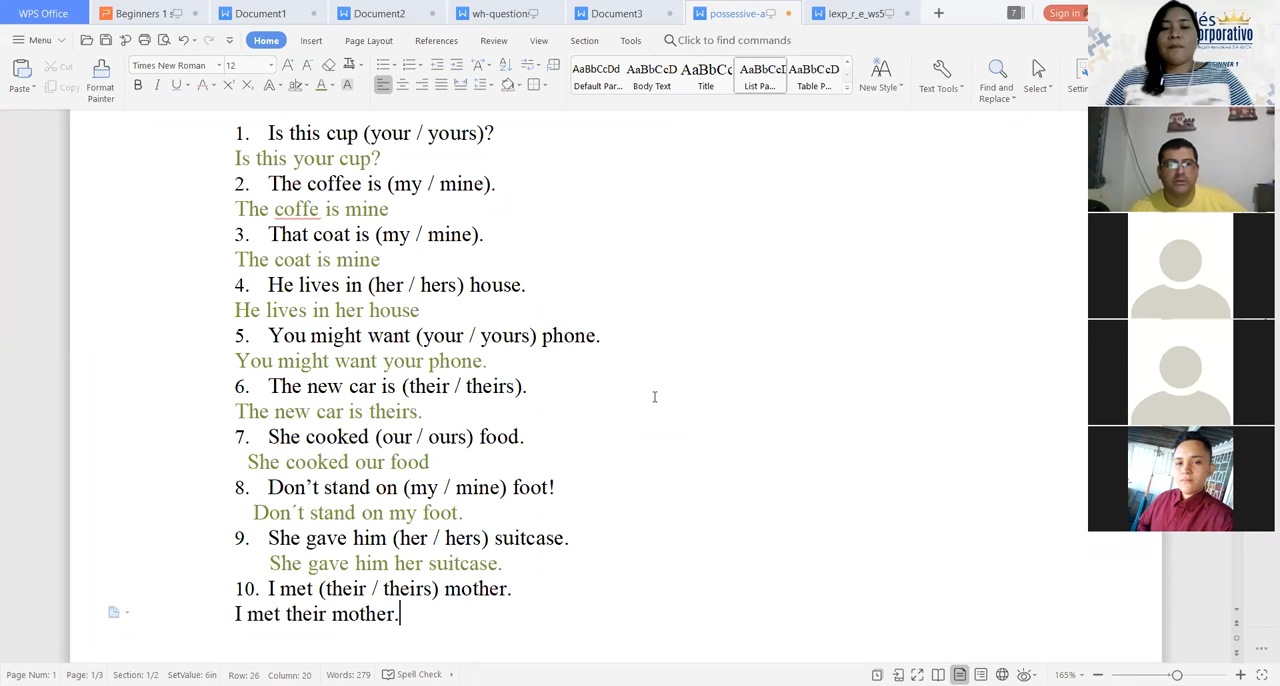 WPS Office
Beginners 1
Document1
Document2
wh-question
Document3
possessive-a
lexp_r_e_ws5
+
7
Sign in
Menu
Home
Insert
Page Layout
References
Review
View
Section
Tools
Click to find commands
Paste
Cut
Copy
Format
Painter
Times New Roman
12
AaBbCcDd
Default Par...
AaBbCcD
Body Text
AaBbCc
Title
AaBbCcI
List Pa...
AaBbCcD
Table P...
New Style
Text Tools
Find and
Replace
Select
Settin
és
rporativo
BEGINNER 1
1. Is this cup (your / yours)?
Is this your cup?
2. The coffee is (my / mine).
The coffe is mine
3. That coat is (my / mine).
The coat is mine
4. He lives in (her / hers) house.
He lives in her house
5. You might want (your / yours) phone.
You might want your phone.
6. The new car is (their / theirs).
The new car is theirs.
7. She cooked (our / ours) food.
She cooked our food
8. Don’t stand on (my / mine) foot!
Don´t stand on my foot.
9. She gave him (her / hers) suitcase.
She gave him her suitcase.
10. I met (their / theirs) mother.
I met their mother.
Page Num: 1
Page: 1/3
Section: 1/2
SetValue: 6in
Row: 26
Column: 20
Words: 279
Spell Check
165%